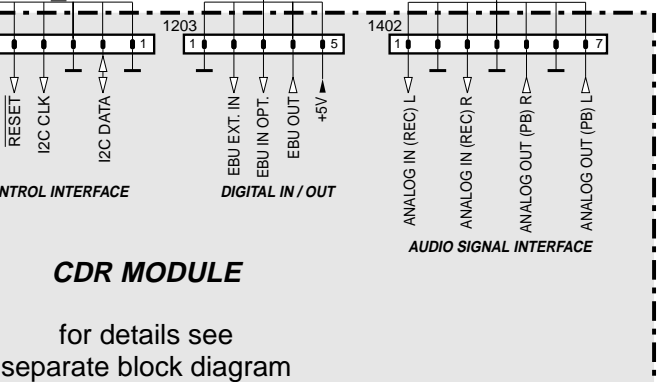 1203
1402
1
1
5
1
7
RESET
I2C CLK
I2C DATA
EBU EXT. IN
EBU IN OPT.
EBU OUT
+5V
ANALOG IN (REC) L
ANALOG IN (REC) R
ANALOG OUT (PB) R
ANALOG OUT (PB) L
NTROL INTERFACE
DIGITAL IN / OUT
AUDIO SIGNAL INTERFACE
CDR MODULE
for details see
separate block diagram